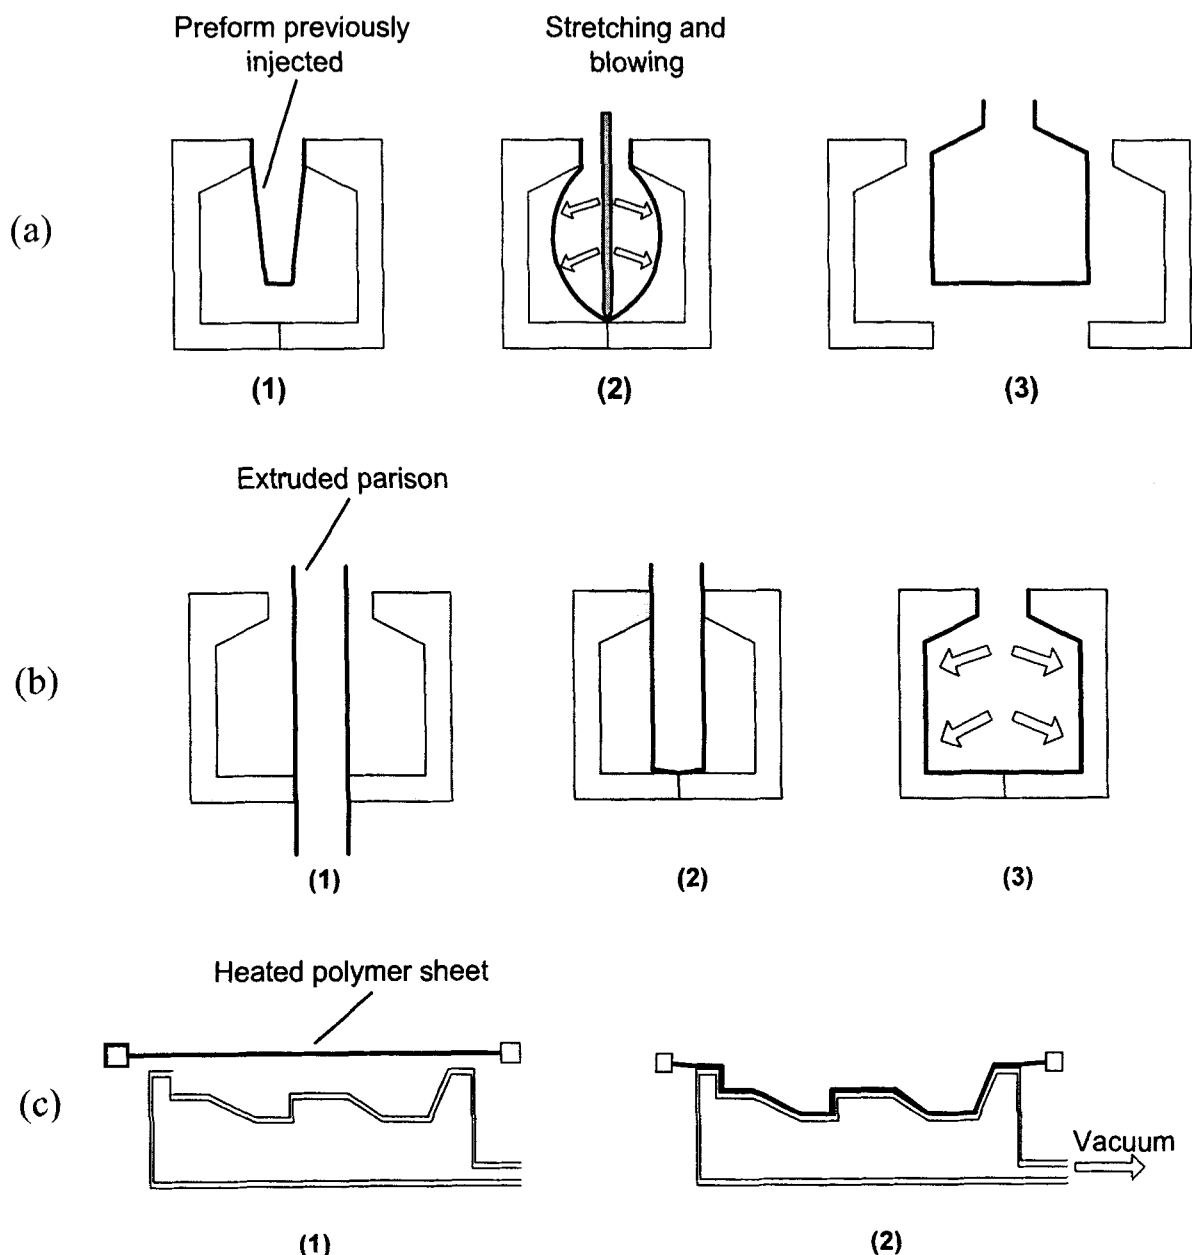 Preform previously
injected
Stretching and
blowing
(a)
(1)
(2)
(3)
Extruded parison
(b)
(1)
(2)
(3)
Heated polymer sheet
(c)
Vacuum
(1)
(2)